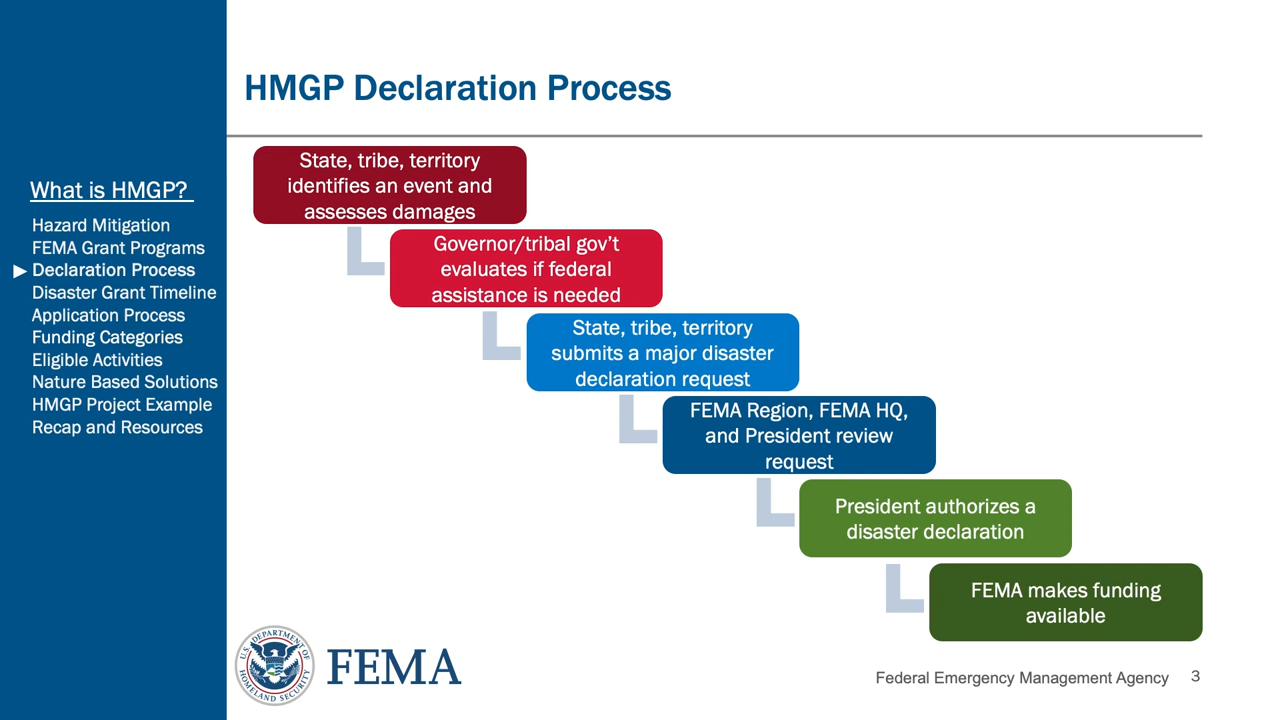 HMGP Declaration Process
What is HMGP?
Hazard Mitigation
FEMA Grant Programs
▶ Declaration Process
Disaster Grant Timeline
Application Process
Funding Categories
Eligible Activities
Nature Based Solutions
HMGP Project Example
Recap and Resources
State, tribe, territory
identifies an event and
assesses damages
Governor/tribal gov’t
evaluates if federal
assistance is needed
State, tribe, territory
submits a major disaster
declaration request
FEMA Region, FEMA HQ,
and President review
request
President authorizes a
disaster declaration
FEMA makes funding
available
U.S. DEPARTMENT OF
HOMELAND SECURITY
FEMA
Federal Emergency Management Agency 3